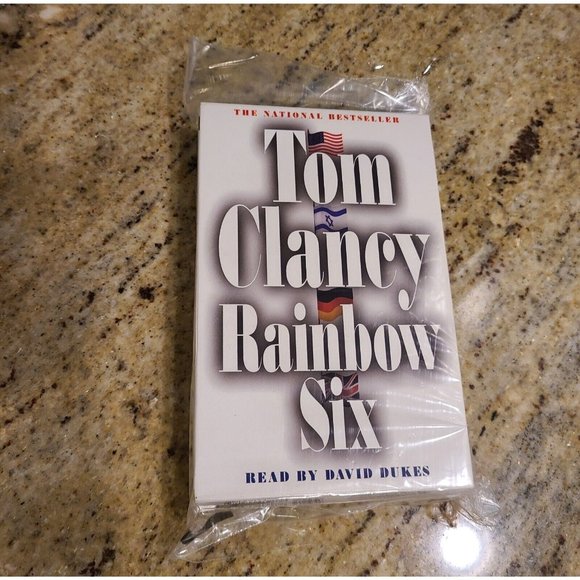 THE NATIONAL BESTSELLER
Tom
Clancy
Rainbow
Six
READ BY DAVID DUKES